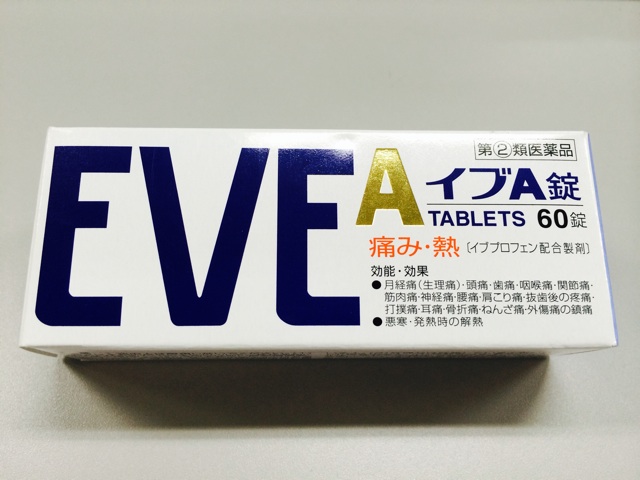 EVE A
指②類医薬品
イブA錠
TABLETS 60錠
痛み・熱 〔イブプロフェン配合製剤〕
効能・効果
●月経痛(生理痛)・頭痛・歯痛・咽喉痛・関節痛・
筋肉痛・神経痛・腰痛・肩こり痛・抜歯後の疼痛・
打撲痛・耳痛・骨折痛・ねんざ痛・外傷痛の鎮痛
●悪寒・発熱時の解熱